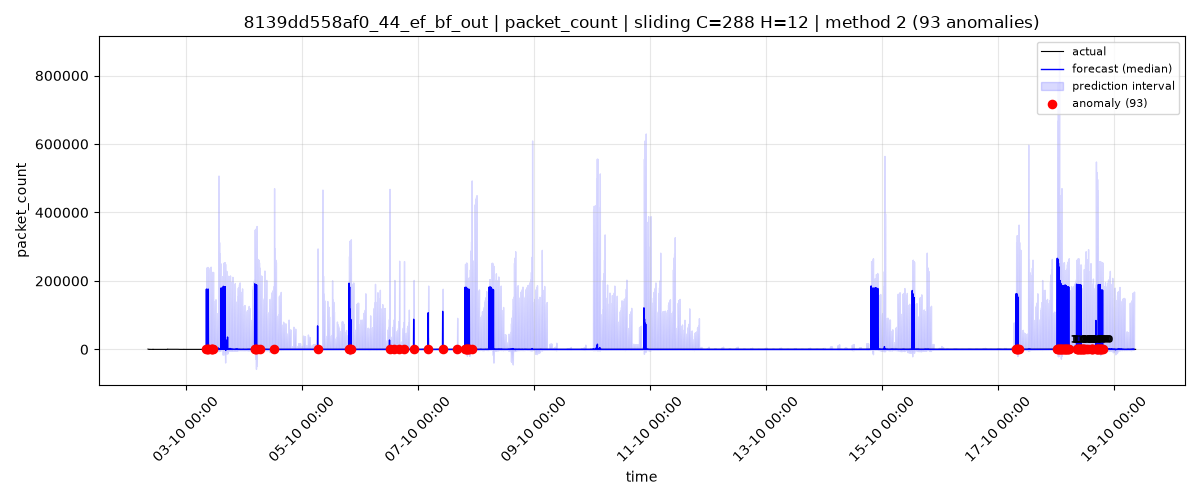 8139dd558af0_44_ef_bf_out | packet_count | sliding C=288 H=12 | method 2 (93 anomalies)
actual
forecast (median)
prediction interval
anomaly (93)
packet_count
800000
600000
400000
200000
0
03-10 00:00
05-10 00:00
07-10 00:00
09-10 00:00
11-10 00:00
13-10 00:00
15-10 00:00
17-10 00:00
19-10 00:00
time